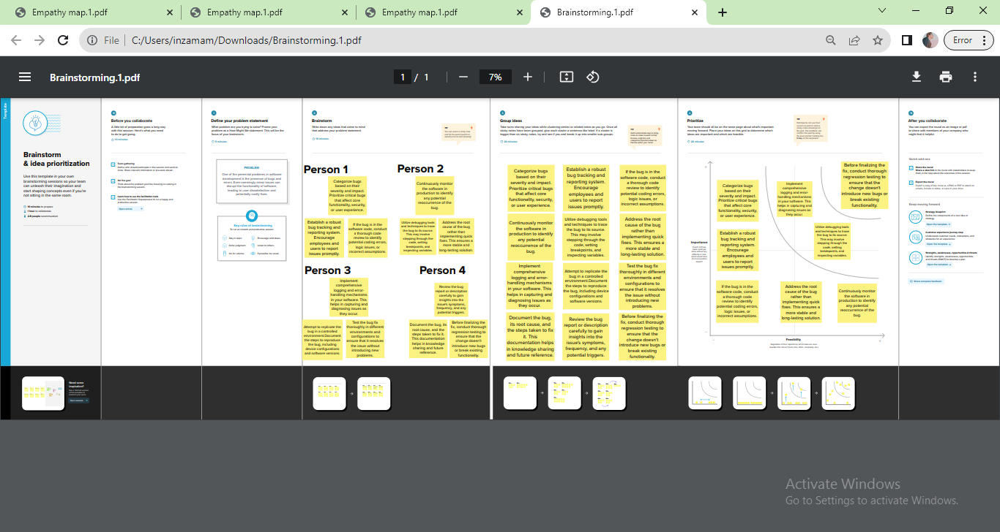 Empathy map.1.pdf
Empathy map.1.pdf
Empathy map.1.pdf
Brainstorming.1.pdf
File
C:/Users/inzamam/Downloads/Brainstorming.1.pdf
Error
Brainstorming.1.pdf
1 / 1
7%
Template
Brainstorm
& idea prioritization
Use this template in your own
brainstorming sessions so your team
can unleash their imagination and
start shaping concepts even if you're
not sitting in the same room.
10 minutes to prepare
1 hour to collaborate
2-8 people recommended
Need some
inspiration?
Before you collaborate
A little bit of preparation goes a long
way with this session. Here's what you need
to do to get going.
10 minutes
Team gathering
Set the goal
Learn how to use the facilitation tools
Open article
Define your problem statement
What problem are you trying to solve? Frame your
problem as a How Might We statement. This will be the
focus of your brainstorm.
5 minutes
PROBLEM
One of the perennial problems in software
development is the presence of bugs and
errors. Even seemingly minor issues can
disrupt the functionality of software,
leading to user dissatisfaction and
potentially costly fixes.
Key rules of brainstorming
To run an smooth and productive session
Stay in topic.
Encourage wild ideas.
Defer judgment.
Listen to others.
Go for volume.
If possible, be visual.
Brainstorm
Write down any ideas that come to mind
that address your problem statement.
10 minutes
Person 1
Categorize bugs
based on their
severity and impact.
Prioritize critical bugs
that affect core
functionality, security,
or user experience.
Establish a robust
bug tracking and
reporting system.
Encourage
employees and
users to report
issues promptly.
If the bug is in the
software code, conduct
a thorough code
review to identify
potential coding errors,
logic issues, or
incorrect assumptions.
Person 2
Continuously monitor
the software in
production to identify
any potential
reoccurrence of the
bug.
Utilize debugging tools
and techniques to trace
the bug to its source.
This may involve
stepping through the
code, setting
breakpoints, and
inspecting variables.
Address the root
cause of the bug
rather than
implementing quick
fixes. This ensures a
more stable and
long-lasting solution.
Person 3
Implement
comprehensive
logging and error-
handling mechanisms
in your software. This
helps in capturing and
diagnosing issues as
they occur.
Attempt to replicate the
bug in a controlled
environment.Document
the steps to reproduce
the bug, including
device configurations
and software versions.
Test the bug fix
thoroughly in different
environments and
configurations to
ensure that it resolves
the issue without
introducing new
problems.
Person 4
Review the bug
report or description
carefully to gain
insights into the
issue's symptoms,
frequency, and any
potential triggers.
Document the bug,
its root cause, and
the steps taken to fix
it. This documentation
helps in knowledge
sharing and future
reference.
Before finalizing the
fix, conduct thorough
regression testing to
ensure that the
change doesn't
introduce new bugs
or break existing
functionality.
Group ideas
Take turns sharing your ideas while clustering similar or related notes as you go. Once all
sticky notes have been grouped, give each cluster a sentence-like label. If a cluster is
bigger than six sticky notes, try and see if you and break it up into smaller sub-groups.
20 minutes
Categorize bugs
based on their
severity and impact.
Prioritize critical bugs
that affect core
functionality, security,
or user experience.
Establish a robust
bug tracking and
reporting system.
Encourage
employees and
users to report
issues promptly.
If the bug is in the
software code, conduct
a thorough code
review to identify
potential coding errors,
logic issues, or
incorrect assumptions.
Continuously monitor
the software in
production to identify
any potential
reoccurrence of the
bug.
Utilize debugging tools
and techniques to trace
the bug to its source.
This may involve
stepping through the
code, setting
breakpoints, and
inspecting variables.
Address the root
cause of the bug
rather than
implementing quick
fixes. This ensures a
more stable and
long-lasting solution.
Implement
comprehensive
logging and error-
handling mechanisms
in your software. This
helps in capturing and
diagnosing issues as
they occur.
Attempt to replicate the
bug in a controlled
environment.Document
the steps to reproduce
the bug, including device
configurations and
software versions.
Test the bug fix
thoroughly in different
environments and
configurations to
ensure that it resolves
the issue without
introducing new
problems.
Document the bug,
its root cause, and
the steps taken to fix
it. This
documentation helps
in knowledge sharing
and future reference.
Review the bug
report or description
carefully to gain
insights into the
issue's symptoms,
frequency, and any
potential triggers.
Before finalizing the
fix, conduct thorough
regression testing to
ensure that the
change doesn't
introduce new bugs or
break existing
functionality.
Prioritize
Your team should all be on the same page about what's important
moving forward. Place your ideas on this grid to determine which
ideas are important and which are feasible.
20 minutes
Importance
Categorize bugs
based on their
severity and impact.
Prioritize critical bugs
that affect core
functionality, security,
or user experience.
Implement
comprehensive
logging and error-
handling mechanisms
in your software. This
helps in capturing and
diagnosing issues as
they occur.
Before finalizing the
fix, conduct thorough
regression testing to
ensure that the
change doesn't
introduce new bugs or
break existing
functionality.
Establish a robust
bug tracking and
reporting system.
Encourage
employees and
users to report
issues promptly.
Utilize debugging tools
and techniques to trace
the bug to its source.
This may involve
stepping through the
code, setting
breakpoints, and
inspecting variables.
If the bug is in the
software code, conduct
a thorough code
review to identify
potential coding errors,
logic issues, or
incorrect assumptions.
Address the root
cause of the bug
rather than
implementing quick
fixes. This ensures a
more stable and
long-lasting solution.
Continuously monitor
the software in
production to identify
any potential
reoccurrence of the
bug.
Feasibility
After you collaborate
You can export the mural as an image or pdf
to share with members of your company who
might find it helpful.
Quick add-ons
Share the mural
Export the mural
Keep moving forward
Strategy blueprint
Define the components of a new idea or
strategy.
Open the template
Customer experience journey map
Understand customer needs, motivations, and
obstacles for an experience.
Open the template
Strengths, weaknesses, opportunities & threats
Identify strengths, weaknesses, opportunities,
and threats (SWOT) to develop a plan.
Open the template
Share template feedback
Activate Windows
Go to Settings to activate Windows.